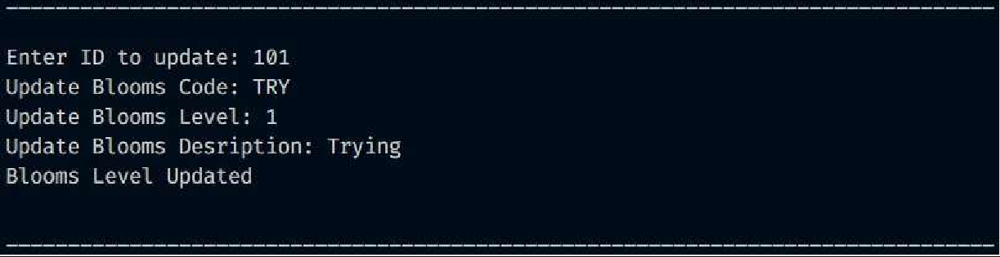 Enter ID to update: 101
Update Blooms Code: TRY
Update Blooms Level: 1
Update Blooms Desription: Trying
Blooms Level Updated